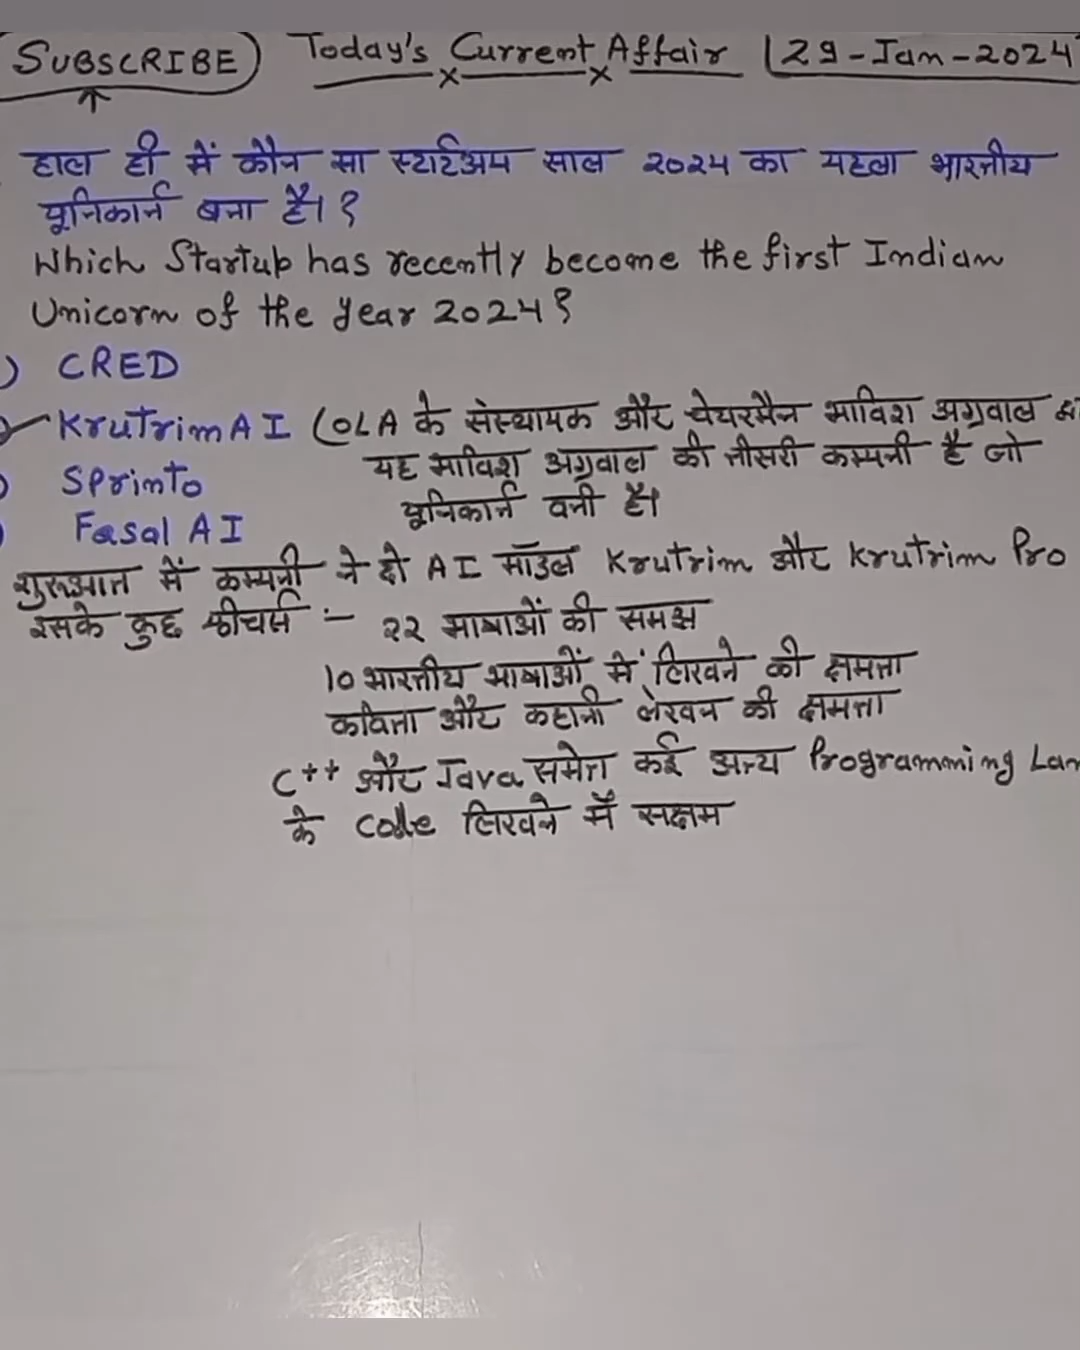 SUBSCRIBE Today's Current Affair 29-Jan-2024
हाल ही में कौन सा स्टार्टअप साल 2024 का पहला भारतीय
यूनिकार्न बना है। ?
Which Startup has recently become the first Indian
Unicorn of the year 2024?
CRED
Krutrim AI (OLA के संस्थापक और चेयरमैन भाविश अग्रवाल
यह भाविश अग्रवाल की तीसरी कम्पनी है जो
Sprinto
यूनिकार्न बनी है।
Fasal AI
शुरूआत में कम्पनी ने दो AI मॉडल Krutrim और Krutrim Pro
इसके कुछ फीचर्स :- 22 भाषाओं की समझ
10 भारतीय भाषाओं में लिखने की क्षमता
कविता और कहानी लेखन की क्षमता
C++ और Java समेत कई अन्य Programming Lan
के code लिखने में सक्षम